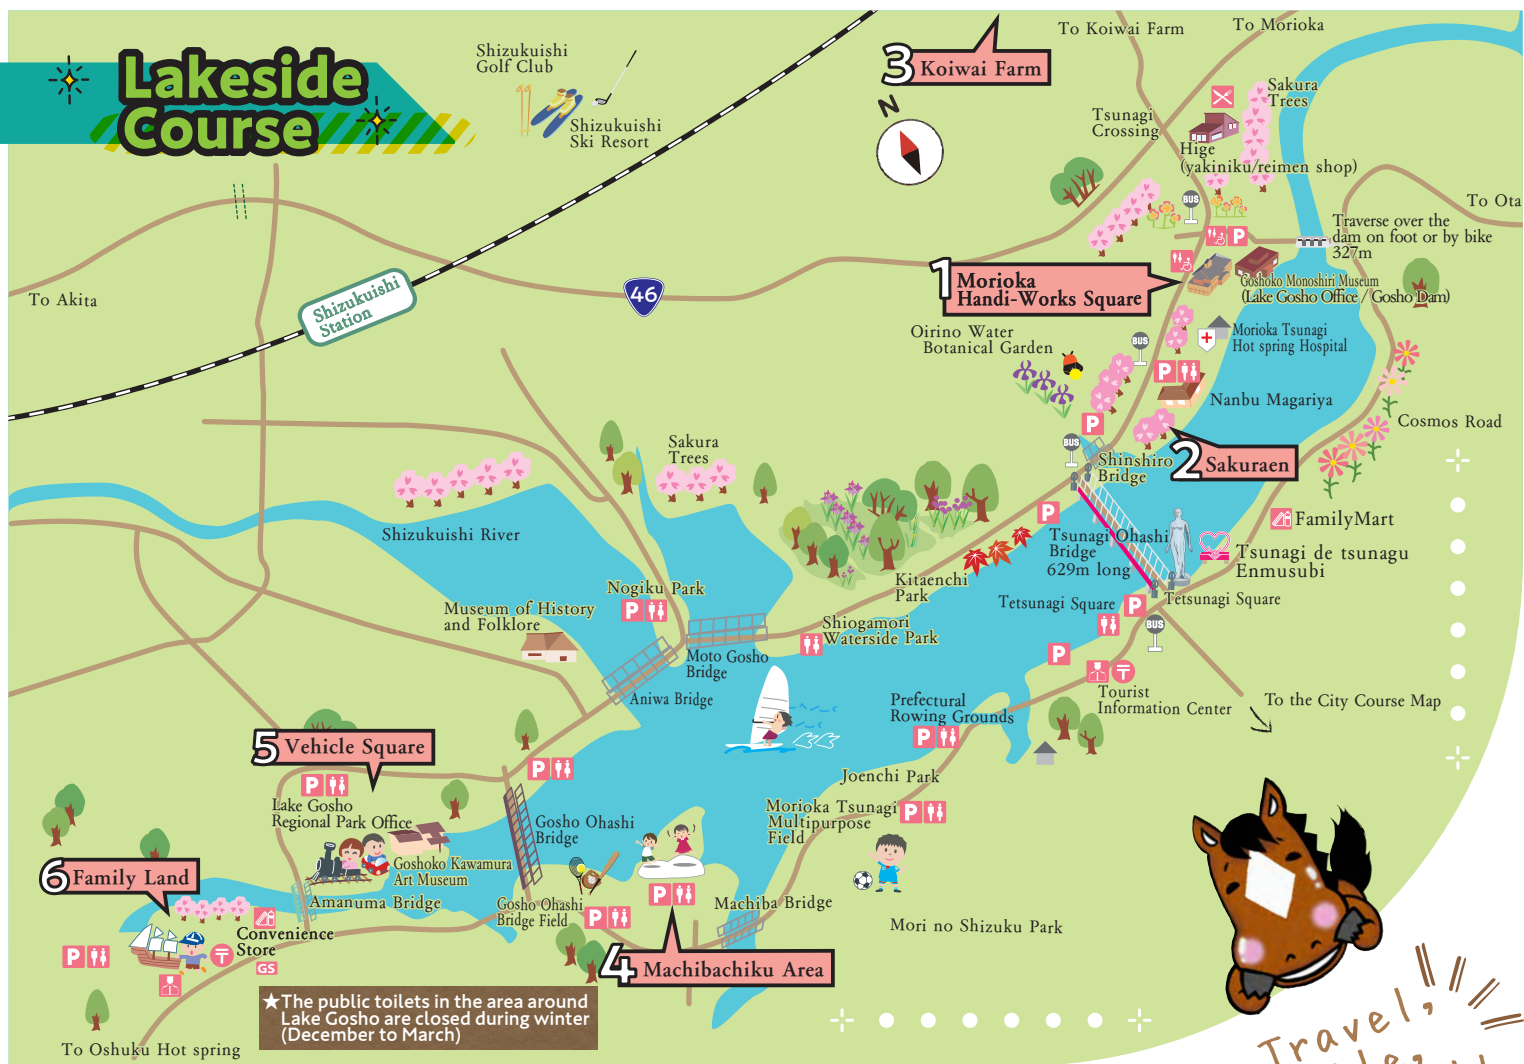 Lakeside
Course
Shizukuishi
Golf Club
Shizukuishi
Ski Resort
3 Koiwai Farm
N
To Koiwai Farm
To Morioka
Tsunagi
Crossing
Sakura
Trees
Hige
(yakiniku/reimen shop)
BUS
P
To Ota
Traverse over the
dam on foot or by bike
327m
To Akita
Shizukuishi
Station
46
1 Morioka
Handi-Works Square
Goshoko Monoshiri Museum
(Lake Gosho Office / Gosho Dam)
Oirino Water
Botanical Garden
BUS
Morioka Tsunagi
Hot spring Hospital
P
Nanbu Magariya
Cosmos Road
P
BUS
Shinshiro
Bridge
2 Sakuraen
Sakura
Trees
Shizukuishi River
P
Tsunagi Ohashi
Bridge
629m long
FamilyMart
Tsunagi de tsunagu
Enmusubi
Kitaenchi
Park
Nogiku Park
P
Museum of History
and Folklore
Tetsunagi Square
P
Tetsunagi Square
BUS
Shiogamori
Waterside Park
Moto Gosho
Bridge
Aniwa Bridge
P
〒
Tourist
Information Center
To the City Course Map
Prefectural
Rowing Grounds
P
5 Vehicle Square
P
P
Joenchi Park
Lake Gosho
Regional Park Office
Morioka Tsunagi
Multipurpose
Field
P
Gosho Ohashi
Bridge
Goshoko Kawamura
Art Museum
6 Family Land
Amanuma Bridge
Gosho Ohashi
Bridge Field
P
P
Machiba Bridge
Mori no Shizuku Park
Convenience
Store
P
〒
GS
4 Machibachiku Area
★The public toilets in the area around
Lake Gosho are closed during winter
(December to March)
To Oshuku Hot spring
Travel,